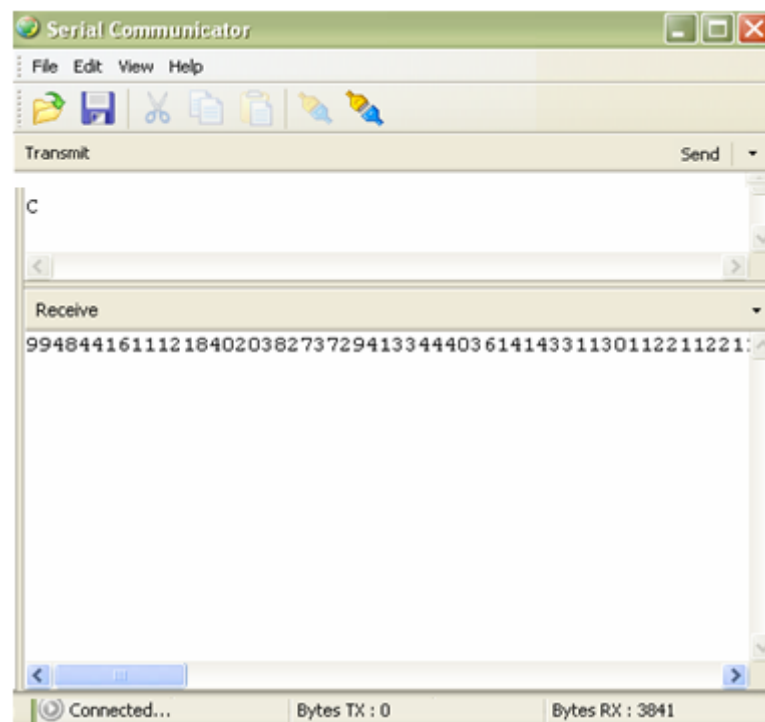 Serial Communicator
File Edit View Help
Transmit Send
C
Receive
9948441611121840203827372941334440361414331130112211221
Connected... Bytes TX : 0 Bytes RX : 3841